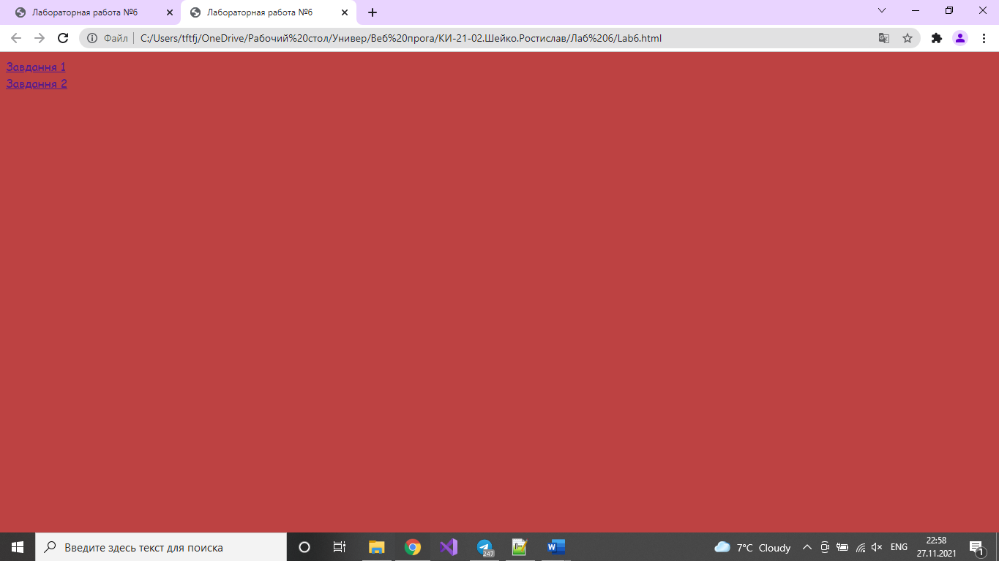 Лабораторная работа №6
Лабораторная работа №6
Файл
C:/Users/tftfj/OneDrive/Рабочий%20стол/Универ/Веб%20прога/КИ-21-02.Шейко.Ростислав/Лаб%206/Lab6.html
Завдання 1
Завдання 2
Введите здесь текст для поиска
247
W
7°C Cloudy
ENG
22:58
27.11.2021
1